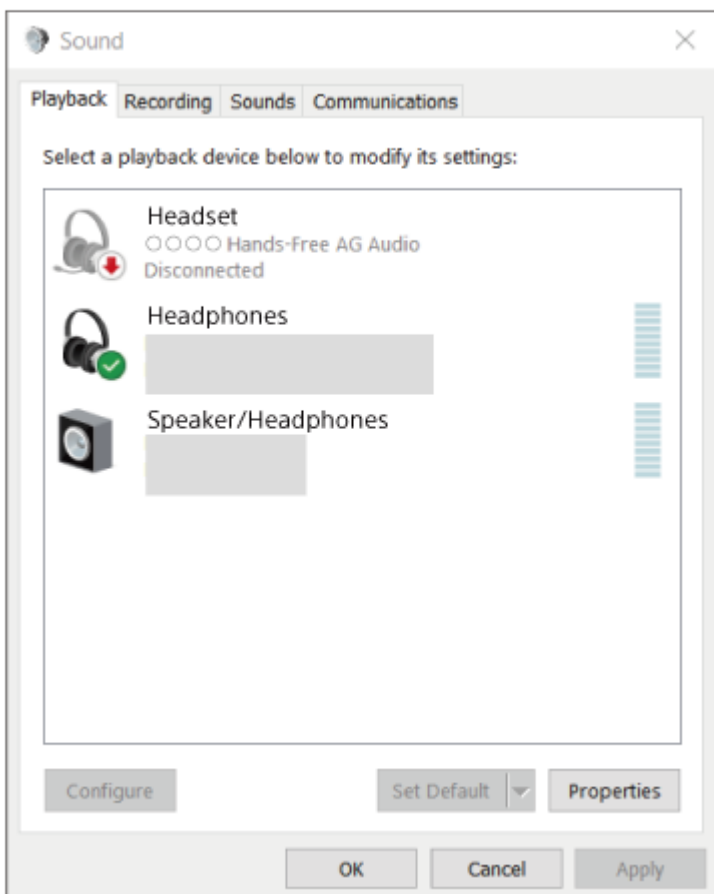 Sound
Playback Recording Sounds Communications
Select a playback device below to modify its settings:
Headset
○○○○ Hands-Free AG Audio
Disconnected
Headphones
Speaker/Headphones
Configure Set Default Properties
OK Cancel Apply